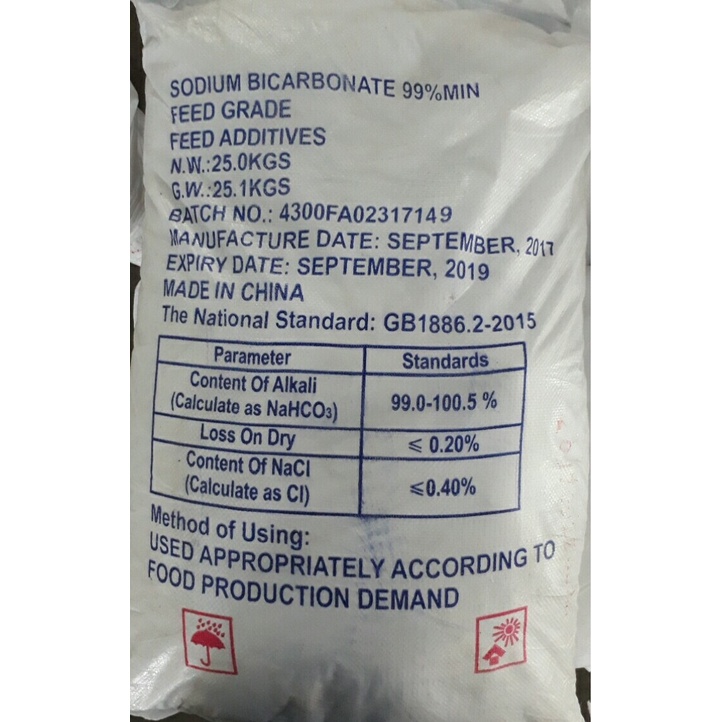 SODIUM BICARBONATE 99%MIN
FEED GRADE
FEED ADDITIVES
N.W.:25.0KGS
G.W.:25.1KGS
BATCH NO.: 4300FA02317149
MANUFACTURE DATE: SEPTEMBER, 2017
EXPIRY DATE: SEPTEMBER, 2019
MADE IN CHINA
The National Standard: GB1886.2-2015
Parameter Standards
Content Of Alkali
(Calculate as NaHCO₃) 99.0-100.5 %
Loss On Dry ≤ 0.20%
Content Of NaCl
(Calculate as Cl) ≤0.40%
Method of Using:
USED APPROPRIATELY ACCORDING TO
FOOD PRODUCTION DEMAND